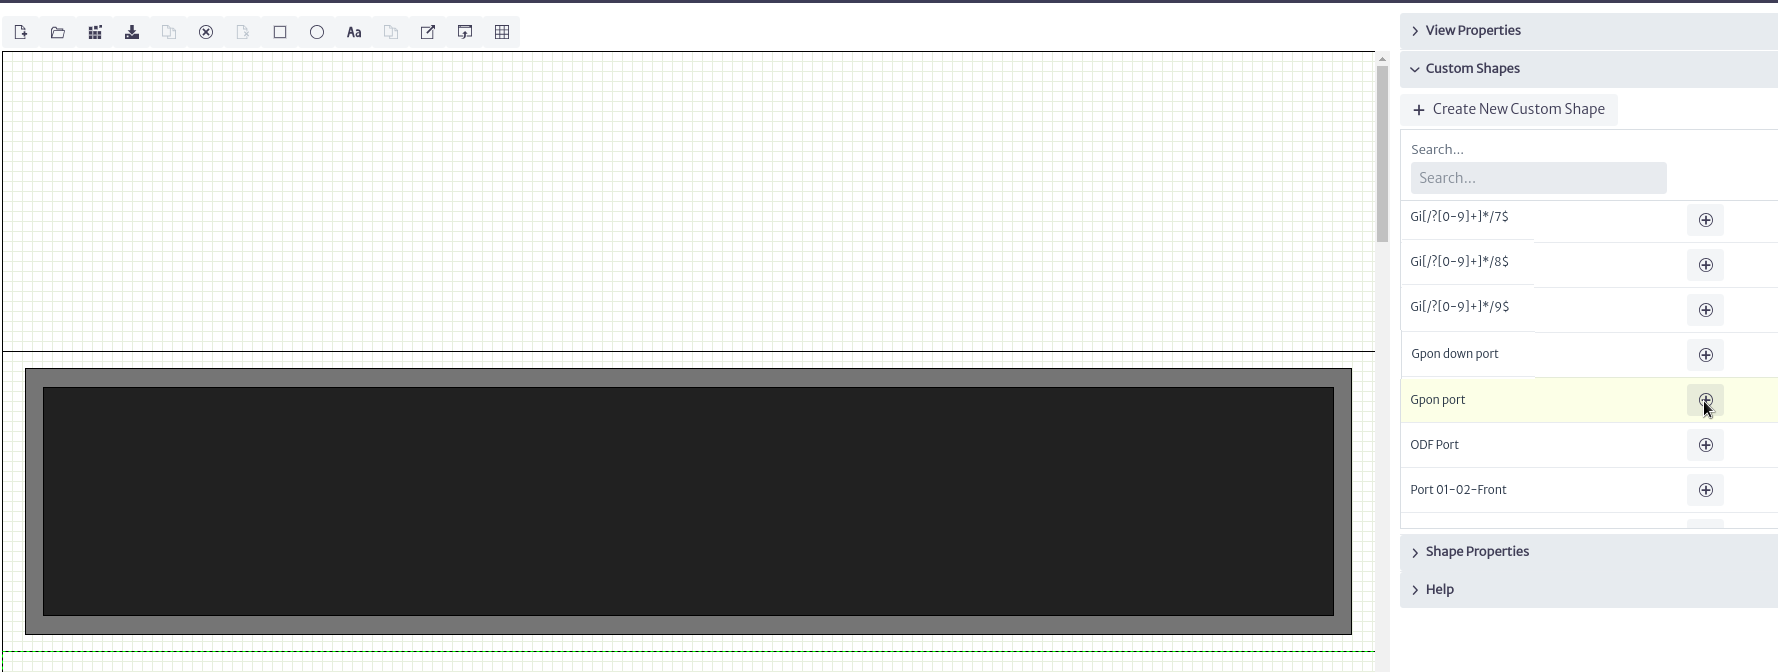 Aa
View Properties
Custom Shapes
+ Create New Custom Shape
Search...
Search...
Gi[/?[0-9]+]*/7$
Gi[/?[0-9]+]*/8$
Gi[/?[0-9]+]*/9$
Gpon down port
Gpon port
ODF Port
Port 01-02-Front
Shape Properties
Help